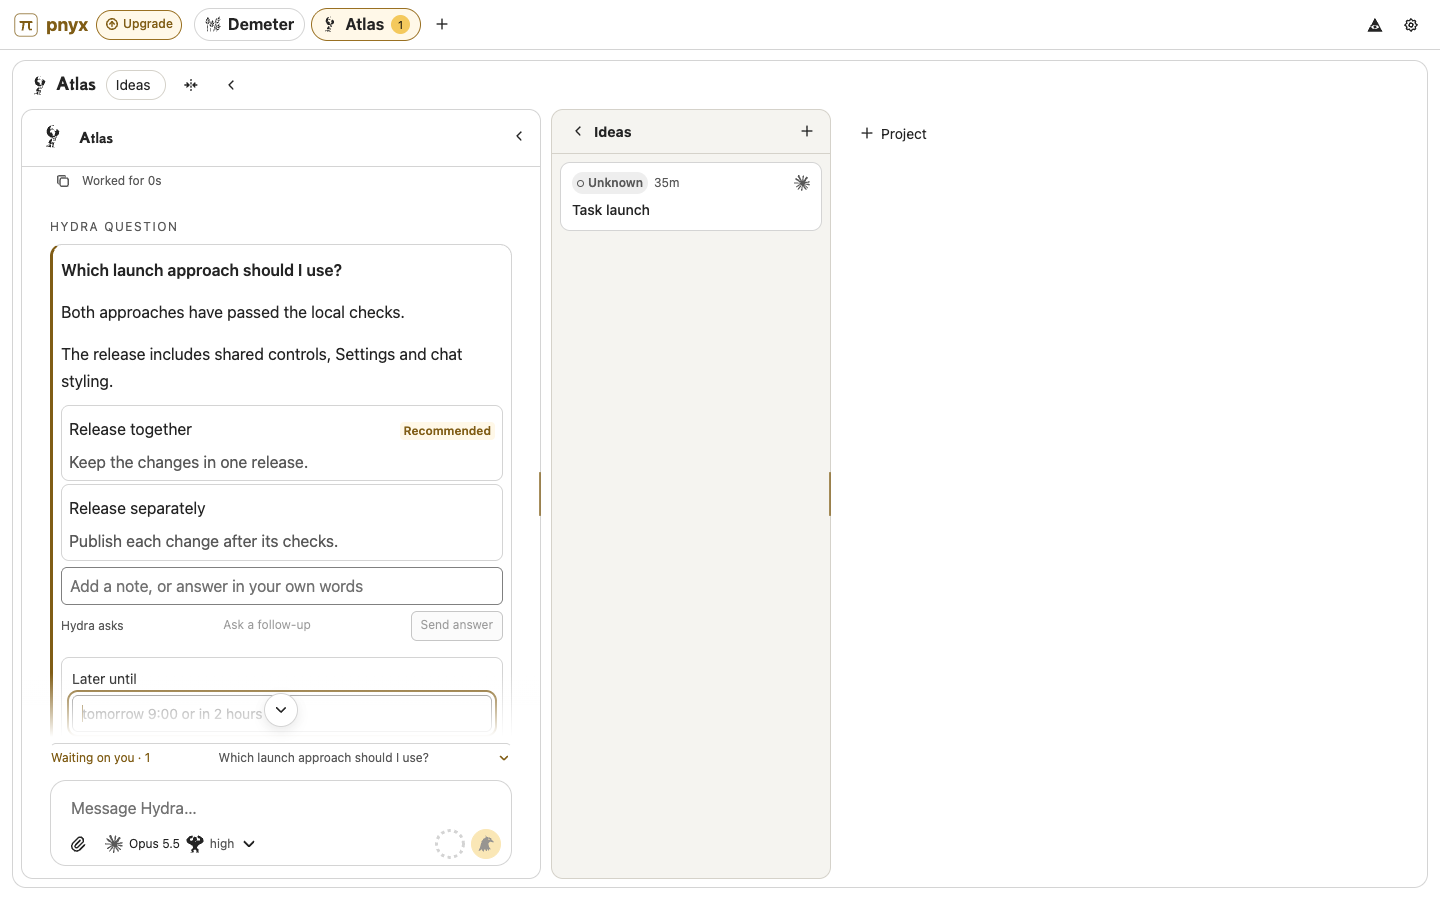 π pnyx
Upgrade
Demeter
Atlas 1
Atlas
Ideas
Atlas
Worked for 0s
HYDRA QUESTION
Which launch approach should I use?
Both approaches have passed the local checks.
The release includes shared controls, Settings and chat
styling.
Release together
Recommended
Keep the changes in one release.
Release separately
Publish each change after its checks.
Add a note, or answer in your own words
Hydra asks
Ask a follow-up
Send answer
Later until
tomorrow 9:00 or in 2 hours
Waiting on you · 1
Which launch approach should I use?
Message Hydra...
Opus 5.5
high
Ideas
Unknown
35m
Task launch
Project